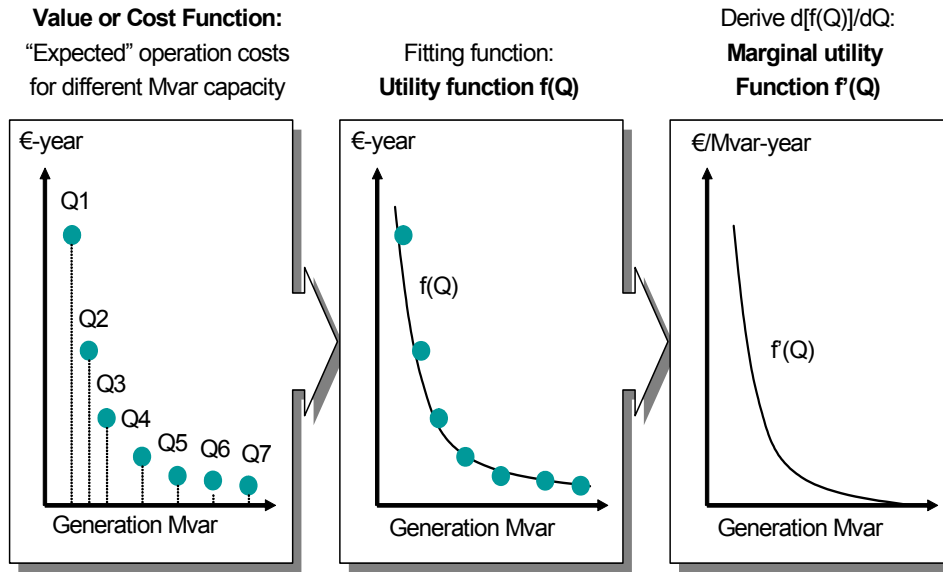 Value or Cost Function:
“Expected” operation costs
for different Mvar capacity
€-year
Q1
Q2
Q3
Q4
Q5
Q6
Q7
Generation Mvar
Fitting function:
Utility function f(Q)
€-year
f(Q)
Generation Mvar
Derive d[f(Q)]/dQ:
Marginal utility
Function f'(Q)
€/Mvar-year
f'(Q)
Generation Mvar